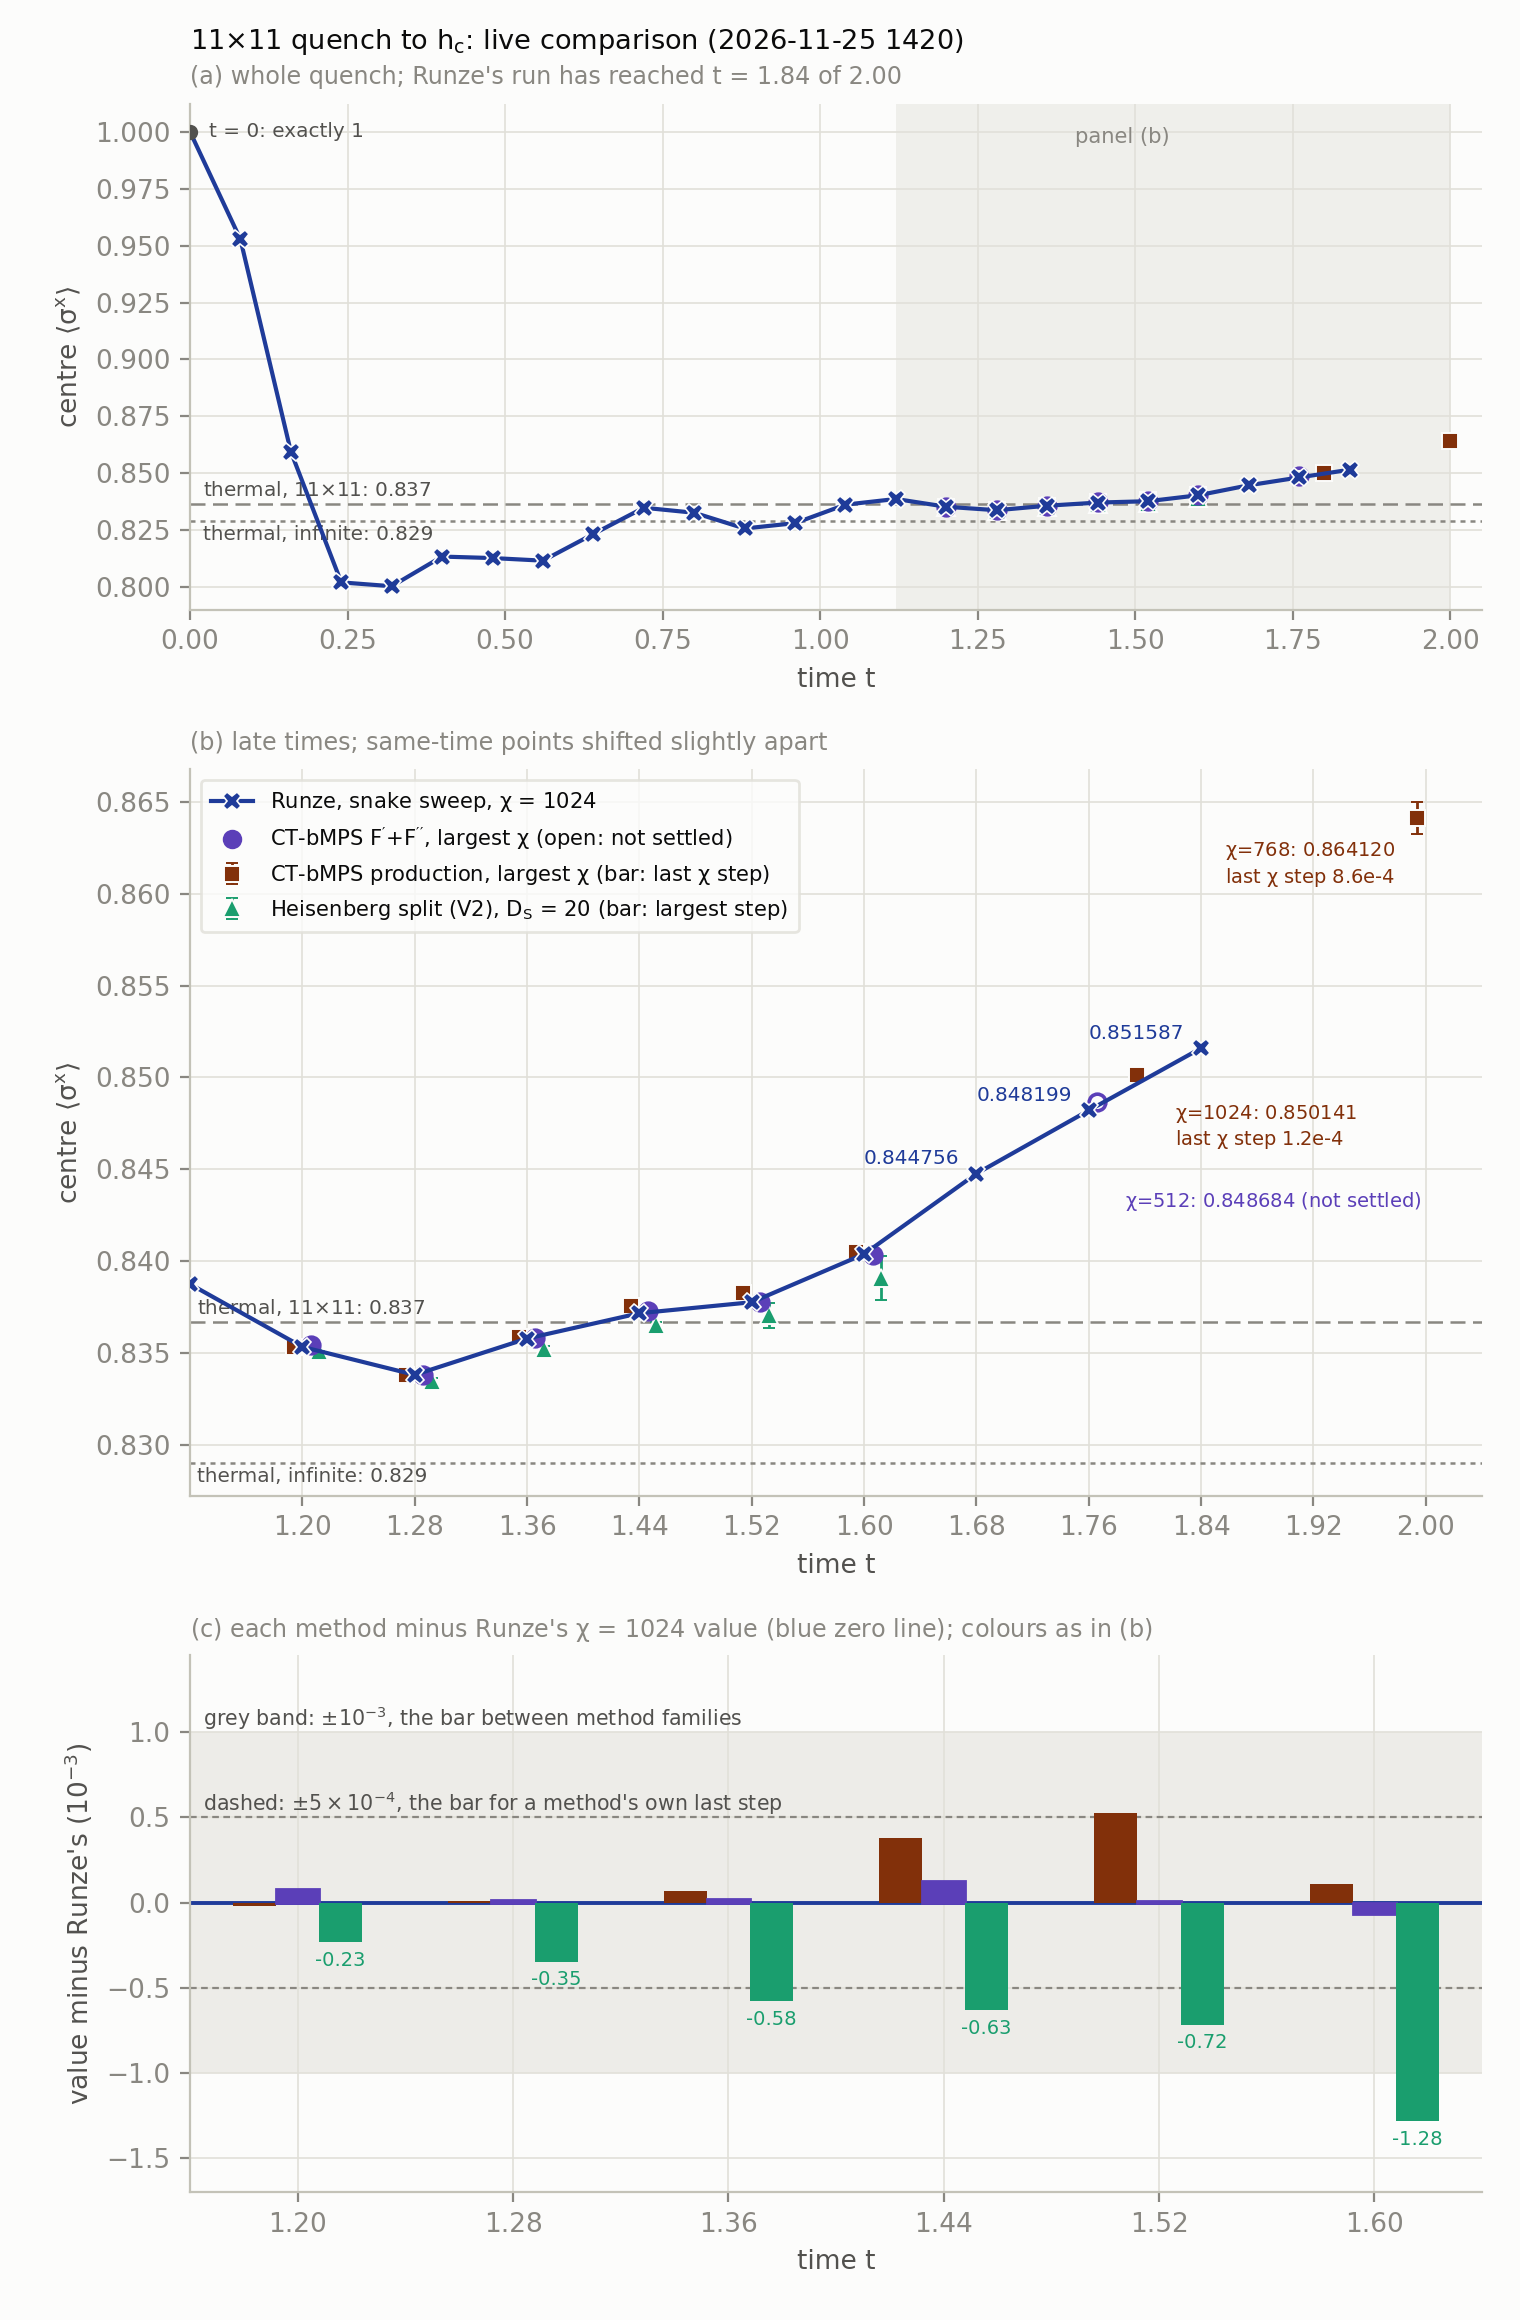 11×11 quench to hc: live comparison (2026-11-25 1420)
(a) whole quench; Runze's run has reached t = 1.84 of 2.00
1.000
0.975
0.950
0.925
0.900
0.875
0.850
0.825
0.800
centre ⟨σˣ⟩
t = 0: exactly 1
panel (b)
thermal, 11×11: 0.837
thermal, infinite: 0.829
0.00 0.25 0.50 0.75 1.00 1.25 1.50 1.75 2.00
time t
(b) late times; same-time points shifted slightly apart
0.865
0.860
0.855
0.850
0.845
0.840
0.835
0.830
centre ⟨σˣ⟩
Runze, snake sweep, χ = 1024
CT-bMPS F′+F″, largest χ (open: not settled)
CT-bMPS production, largest χ (bar: last χ step)
Heisenberg split (V2), D_S = 20 (bar: largest step)
χ=768: 0.864120
last χ step 8.6e-4
0.851587
0.848199
χ=1024: 0.850141
last χ step 1.2e-4
0.844756
χ=512: 0.848684 (not settled)
thermal, 11×11: 0.837
thermal, infinite: 0.829
1.20 1.28 1.36 1.44 1.52 1.60 1.68 1.76 1.84 1.92 2.00
time t
(c) each method minus Runze's χ = 1024 value (blue zero line); colours as in (b)
1.0
0.5
0.0
−0.5
−1.0
−1.5
value minus Runze's (10⁻³)
grey band: ±10⁻³, the bar between method families
dashed: ±5 × 10⁻⁴, the bar for a method's own last step
-0.23
-0.35
-0.58
-0.63
-0.72
-1.28
1.20 1.28 1.36 1.44 1.52 1.60
time t